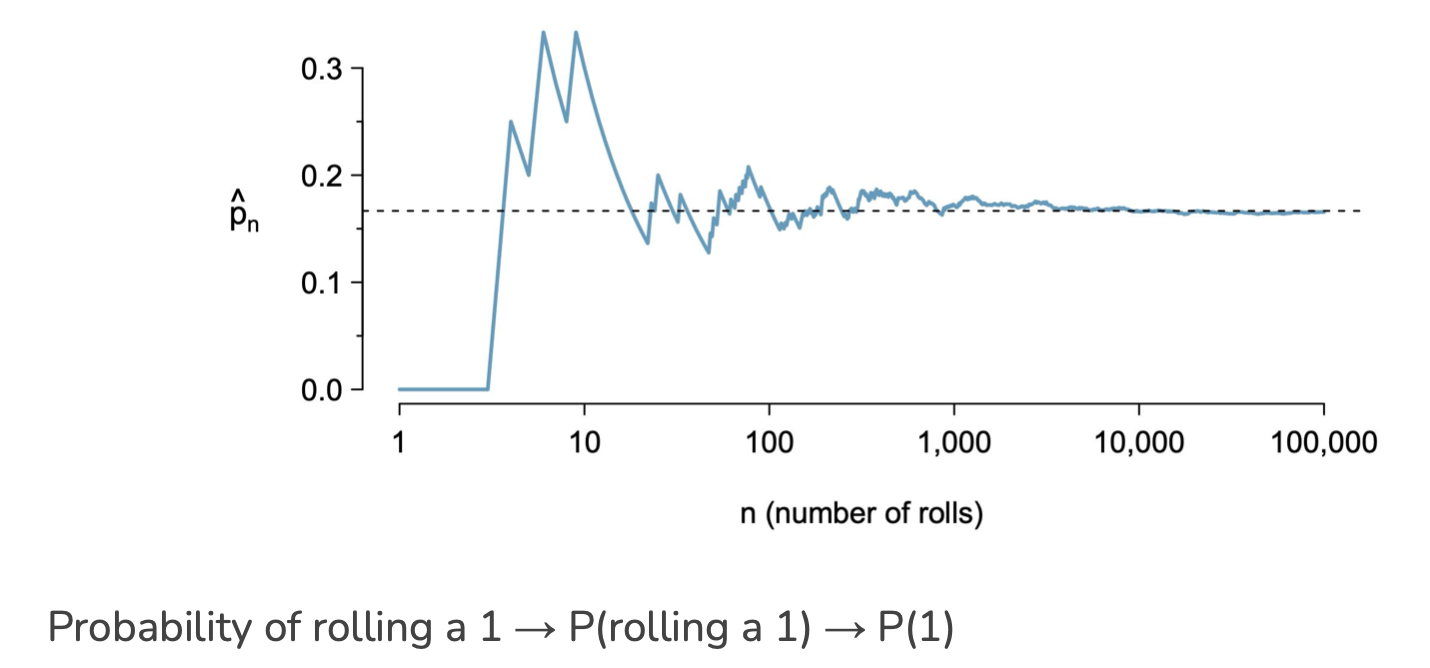 0.3
0.2
p̂n
0.1
0.0
1 10 100 1,000 10,000 100,000
n (number of rolls)
Probability of rolling a 1 → P(rolling a 1) → P(1)